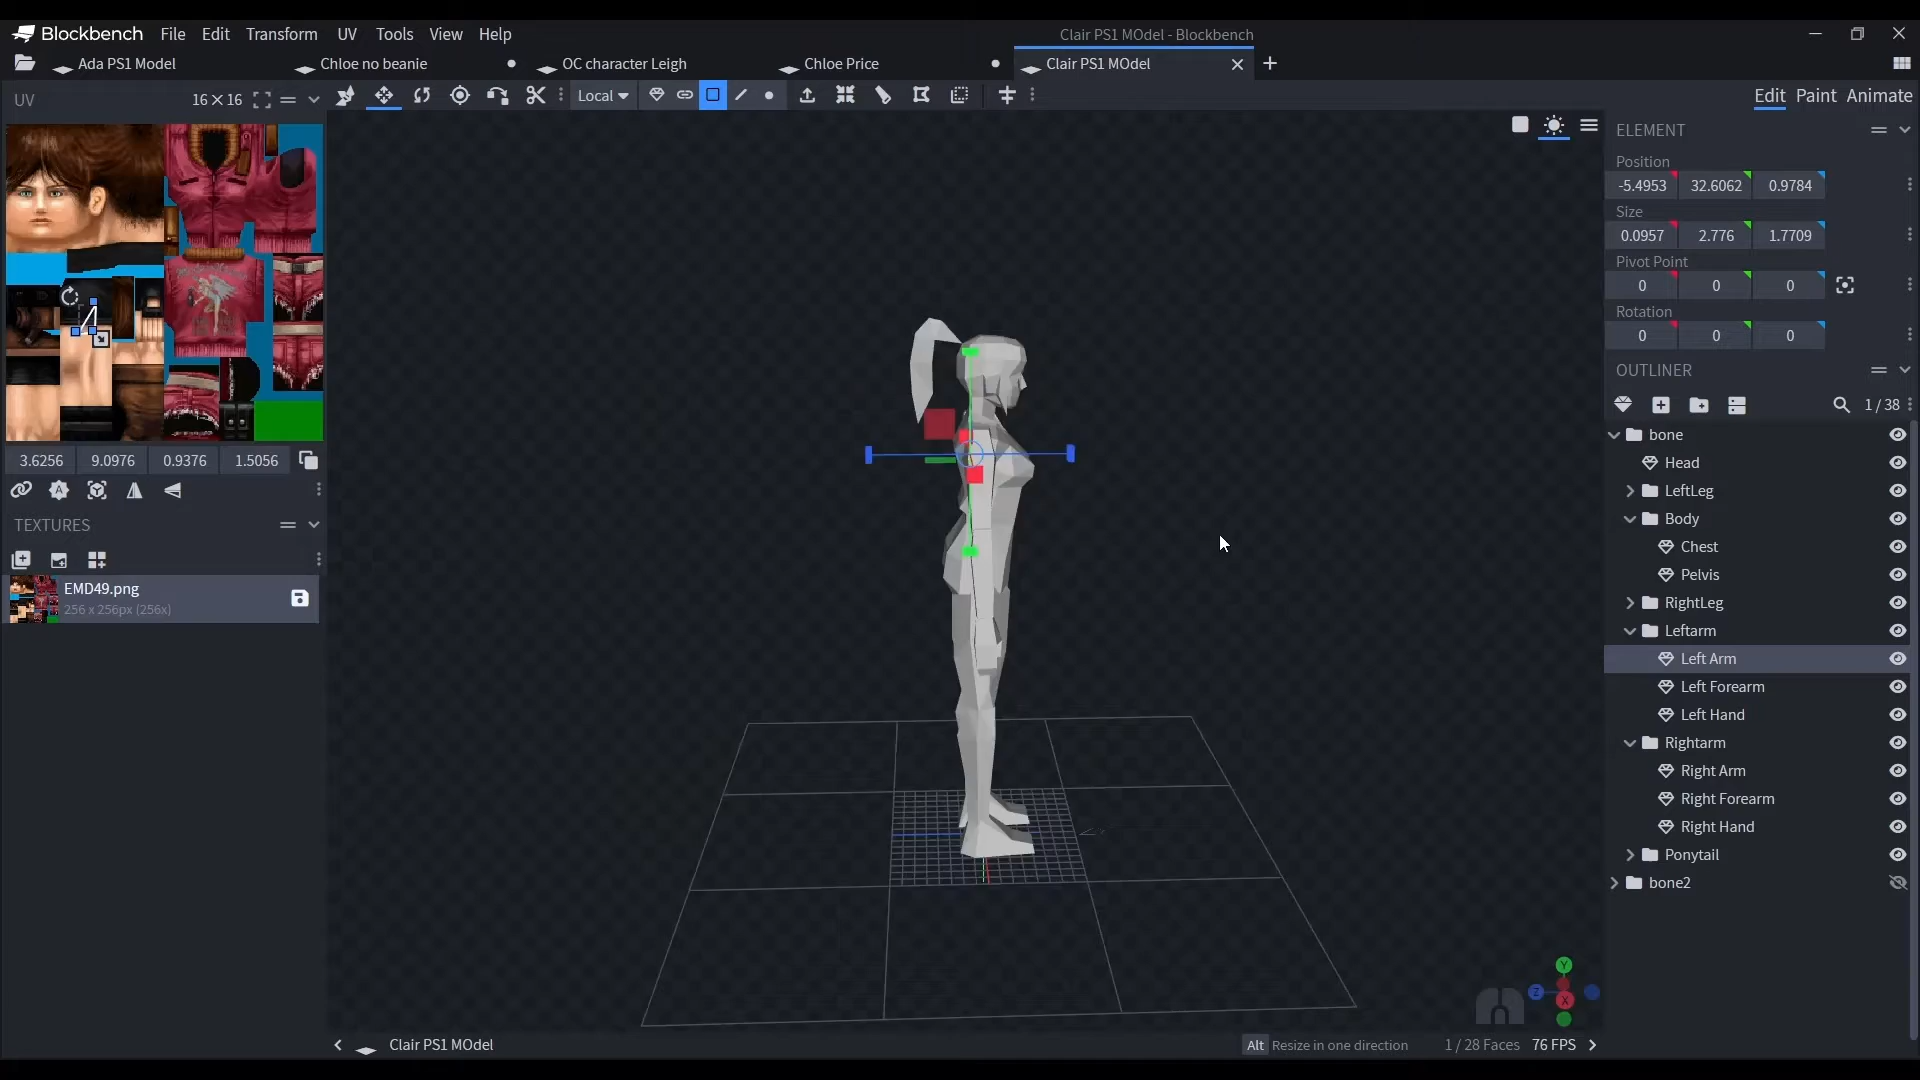 Blockbench File Edit Transform UV Tools View Help
Clair PS1 MOdel - Blockbench
Ada PS1 Model
Chloe no beanie
OC character Leigh
Chloe Price
Clair PS1 MOdel
UV 16×16
Local
Edit Paint Animate
ELEMENT
Position
-5.4953 32.6062 0.9784
Size
0.0957 2.776 1.7709
Pivot Point
0 0 0
Rotation
0 0 0
OUTLINER
1 / 38
bone
Head
LeftLeg
Body
Chest
Pelvis
RightLeg
Leftarm
Left Arm
Left Forearm
Left Hand
Rightarm
Right Arm
Right Forearm
Right Hand
Ponytail
bone2
3.6256 9.0976 0.9376 1.5056
TEXTURES
EMD49.png
256 x 256px (256x)
Y
Z
X
Clair PS1 MOdel
Alt Resize in one direction
1 / 28 Faces 76 FPS